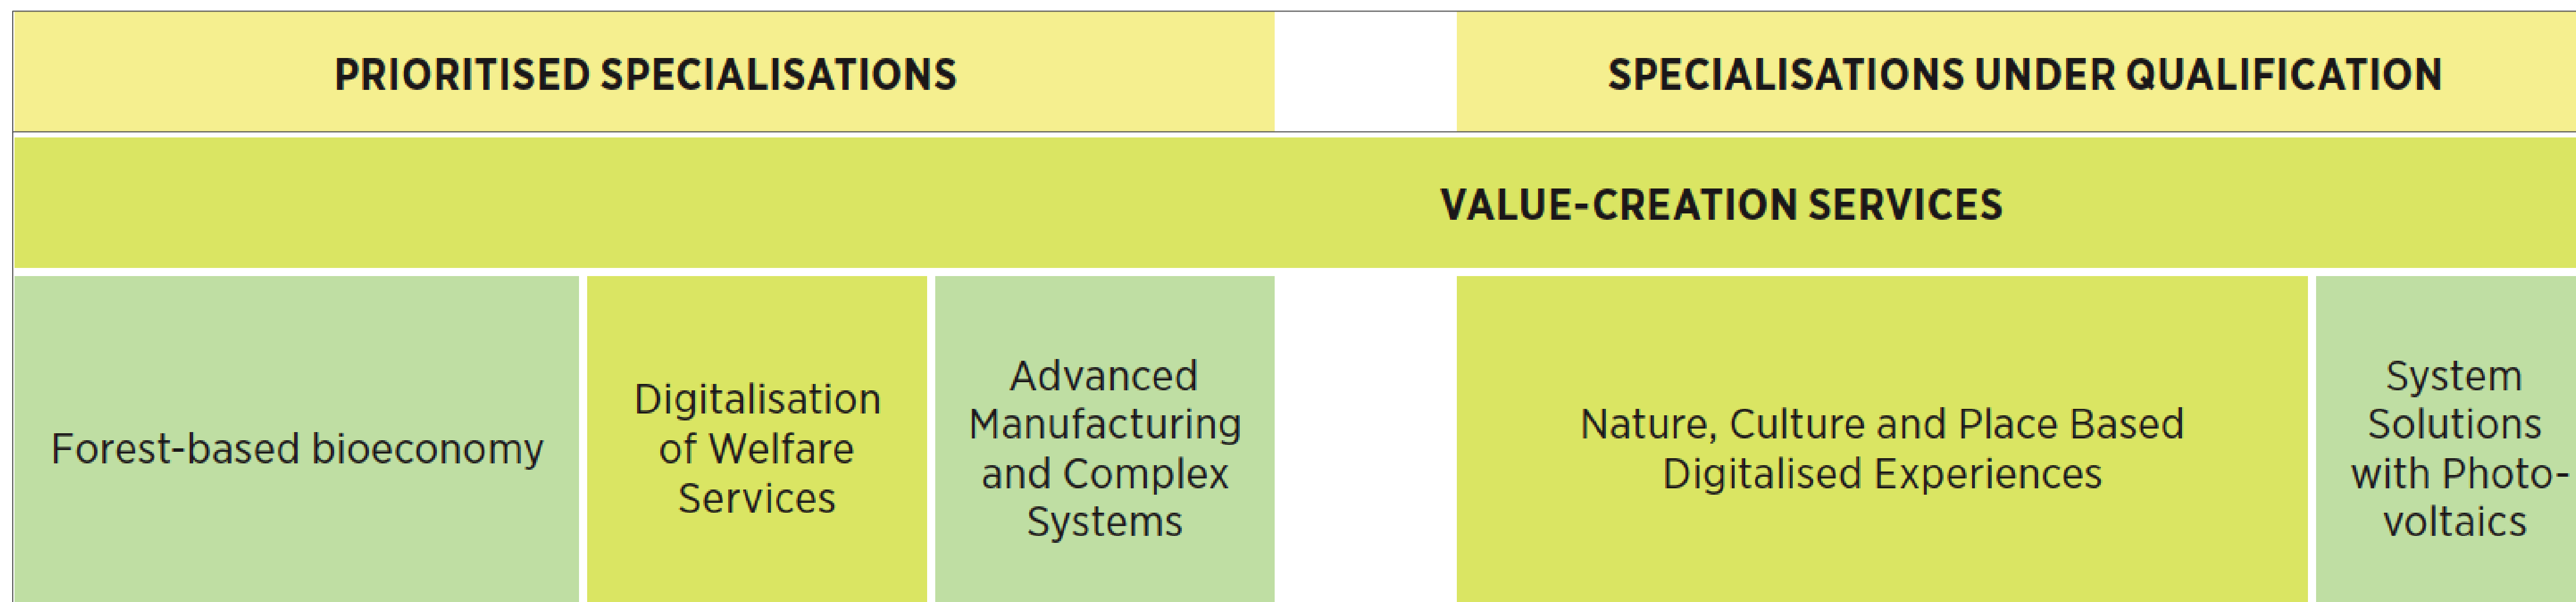 PRIORITISED SPECIALISATIONS
SPECIALISATIONS UNDER QUALIFICATION
VALUE-CREATION SERVICES
Forest-based bioeconomy
Digitalisation
of Welfare
Services
Advanced
Manufacturing
and Complex
Systems
Nature, Culture and Place Based
Digitalised Experiences
System
Solutions
with Photo-
voltaics